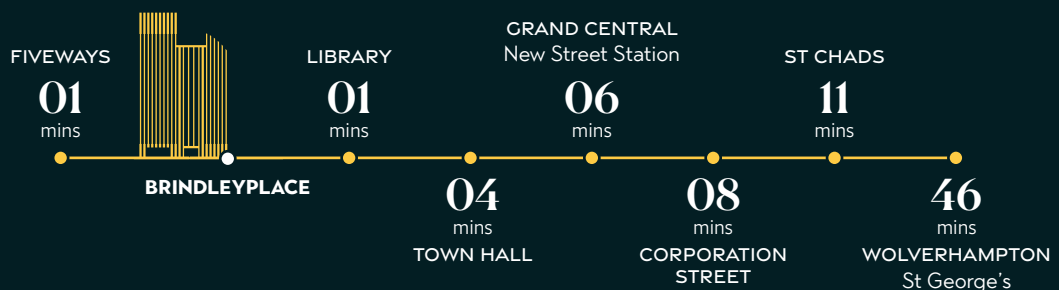 FIVEWAYS
01
mins
BRINDLEYPLACE
LIBRARY
01
mins
04
mins
TOWN HALL
GRAND CENTRAL
New Street Station
06
mins
08
mins
CORPORATION
STREET
ST CHADS
11
mins
46
mins
WOLVERHAMPTON
St George's